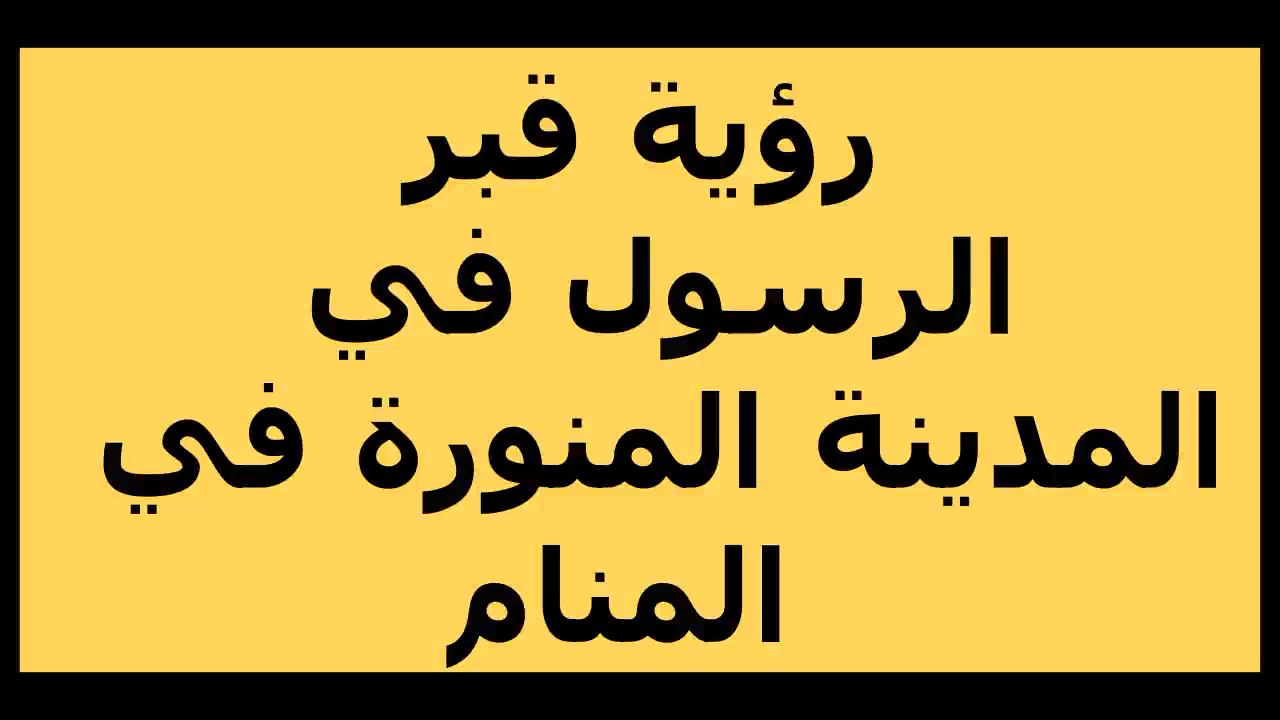 رؤية قبر
الرسول في
المدينة المنورة في
المنام